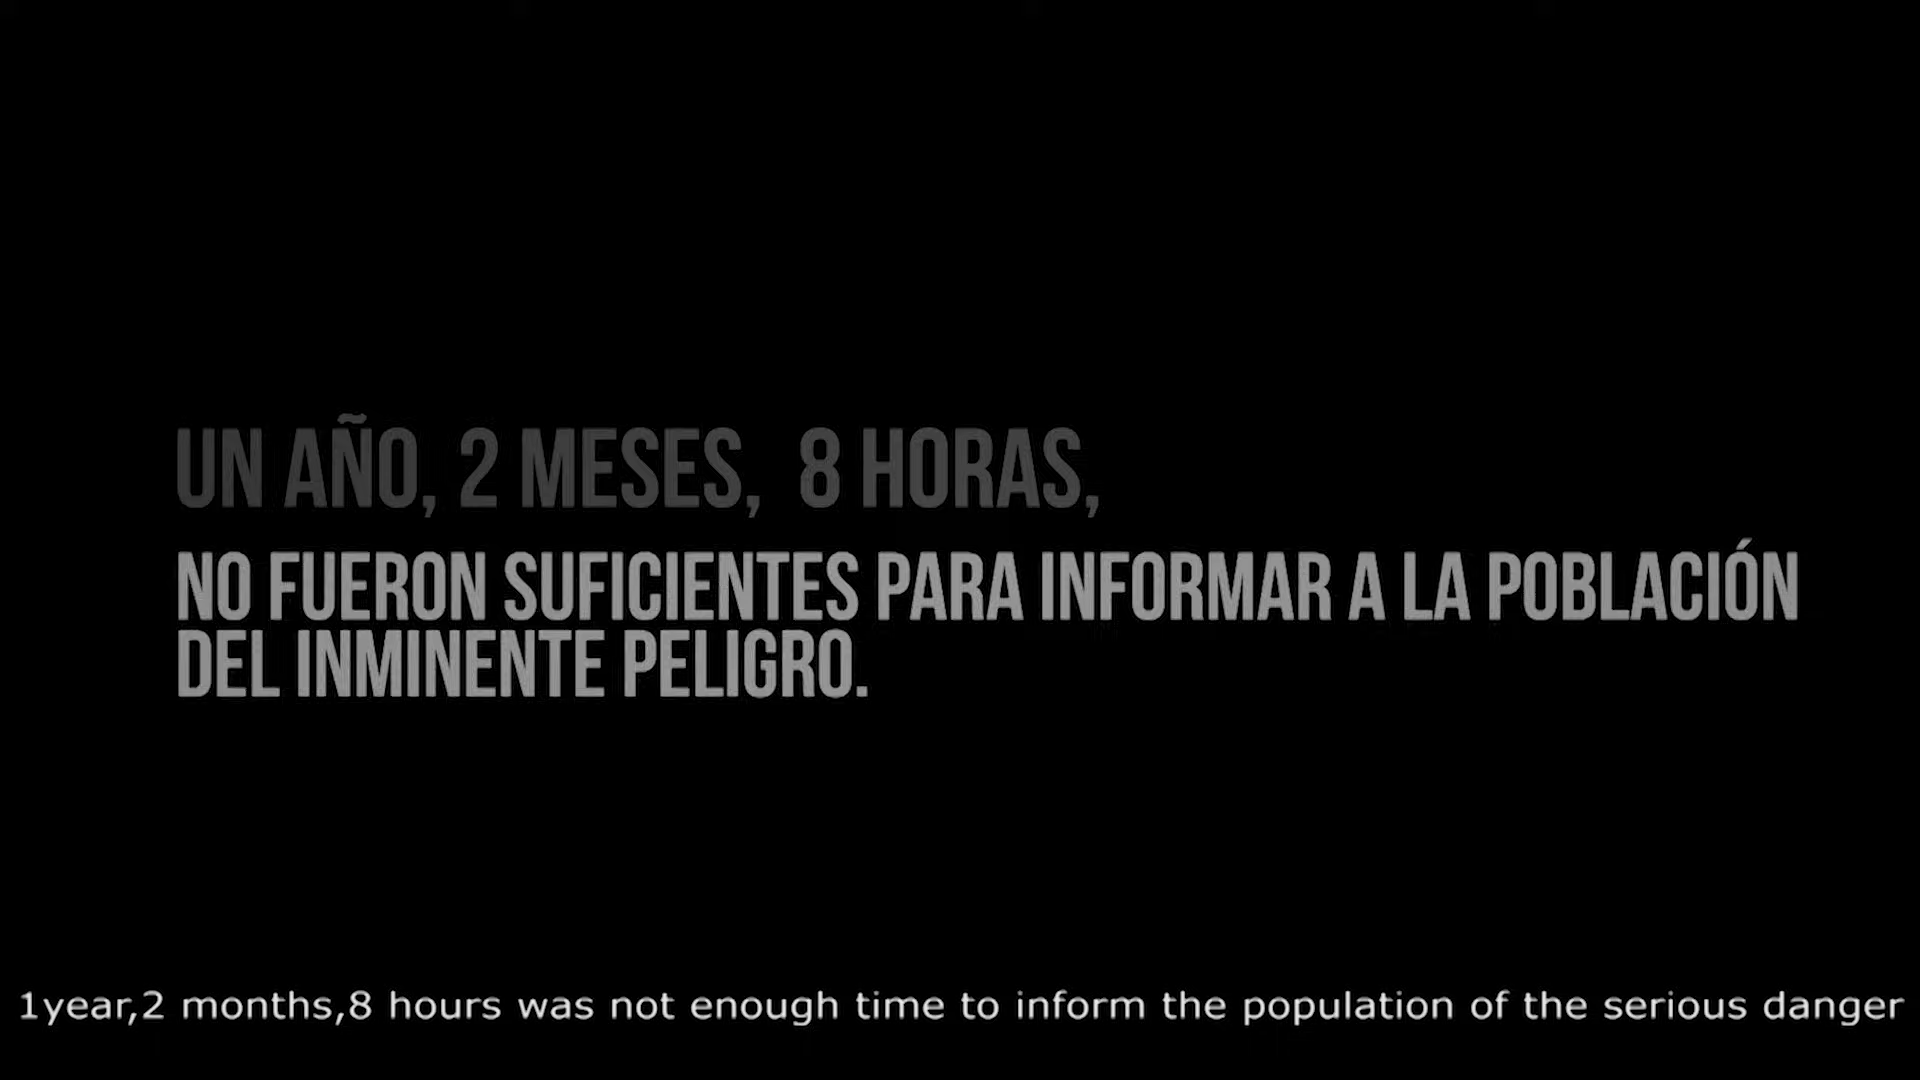 UN AÑO, 2 MESES, 8 HORAS,
NO FUERON SUFICIENTES PARA INFORMAR A LA POBLACIÓN
DEL INMINENTE PELIGRO.
1year,2 months,8 hours was not enough time to inform the population of the serious danger